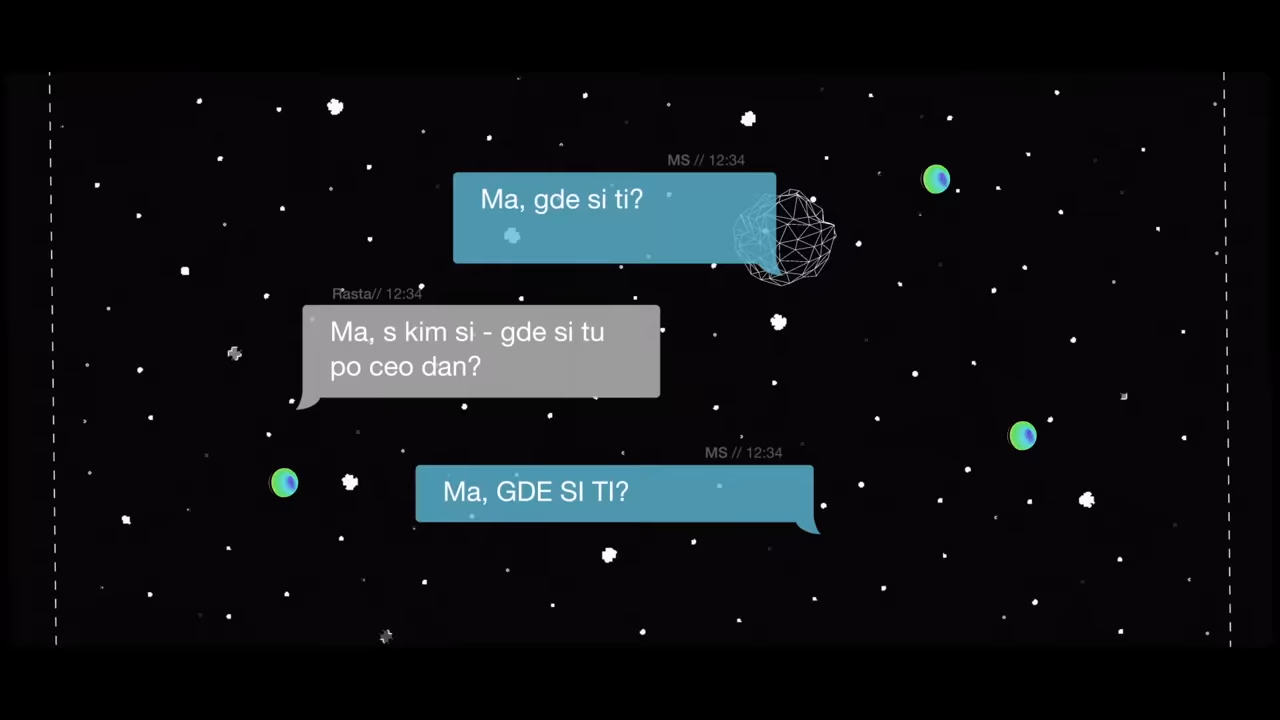 MS // 12:34
Ma, gde si ti?
Rasta// 12:34
Ma, s kim si - gde si tu
po ceo dan?
MS // 12:34
Ma, GDE SI TI?